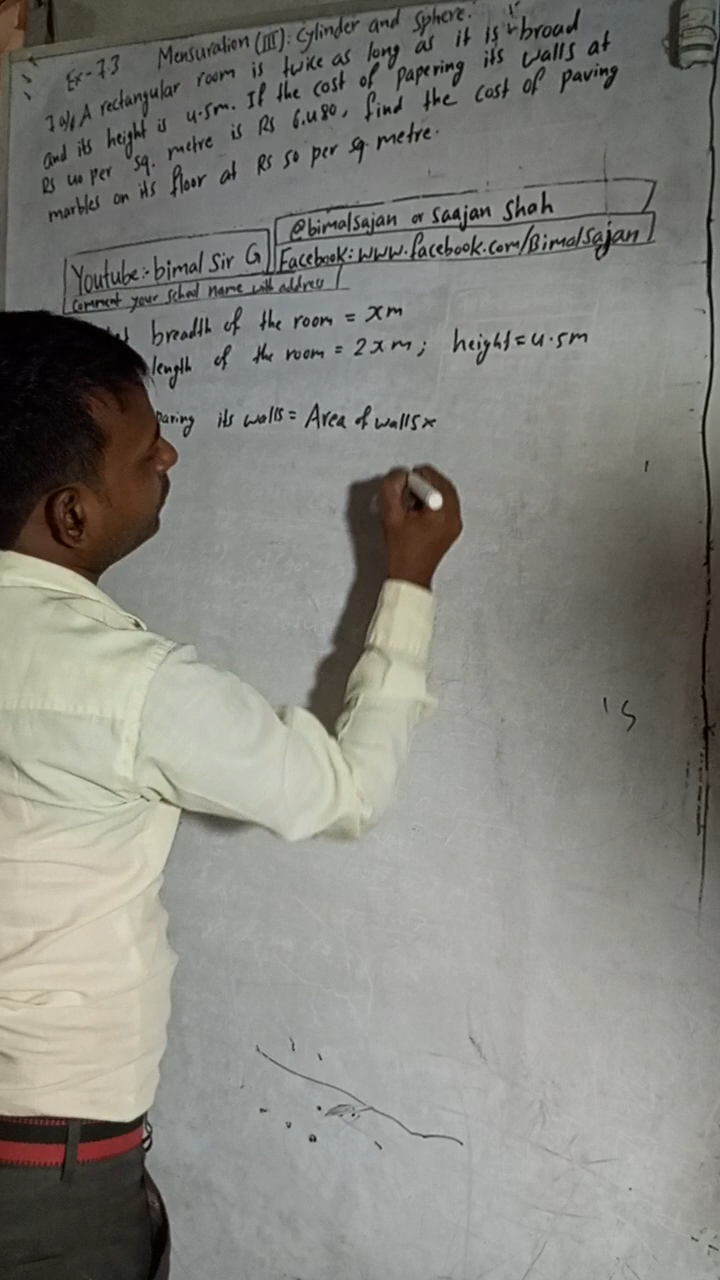 Ex-7.3 Mensuration (III): Cylinder and Sphere.
7 a) A rectangular room is twice as long as it is broad
and its height is 4.5m. If the cost of papering its walls at
Rs 40 per sq. metre is Rs 6,480, find the cost of paving
marbles on its floor at Rs 50 per sq. metre.
@bimalsajan or saajan shah
Youtube:- bimal Sir G
Facebook: www.facebook.com/Bimalsajan
comment your school name with address
breadth of the room = x m
length of the room = 2x m; height = 4.5m
paring its walls = Area of walls ×